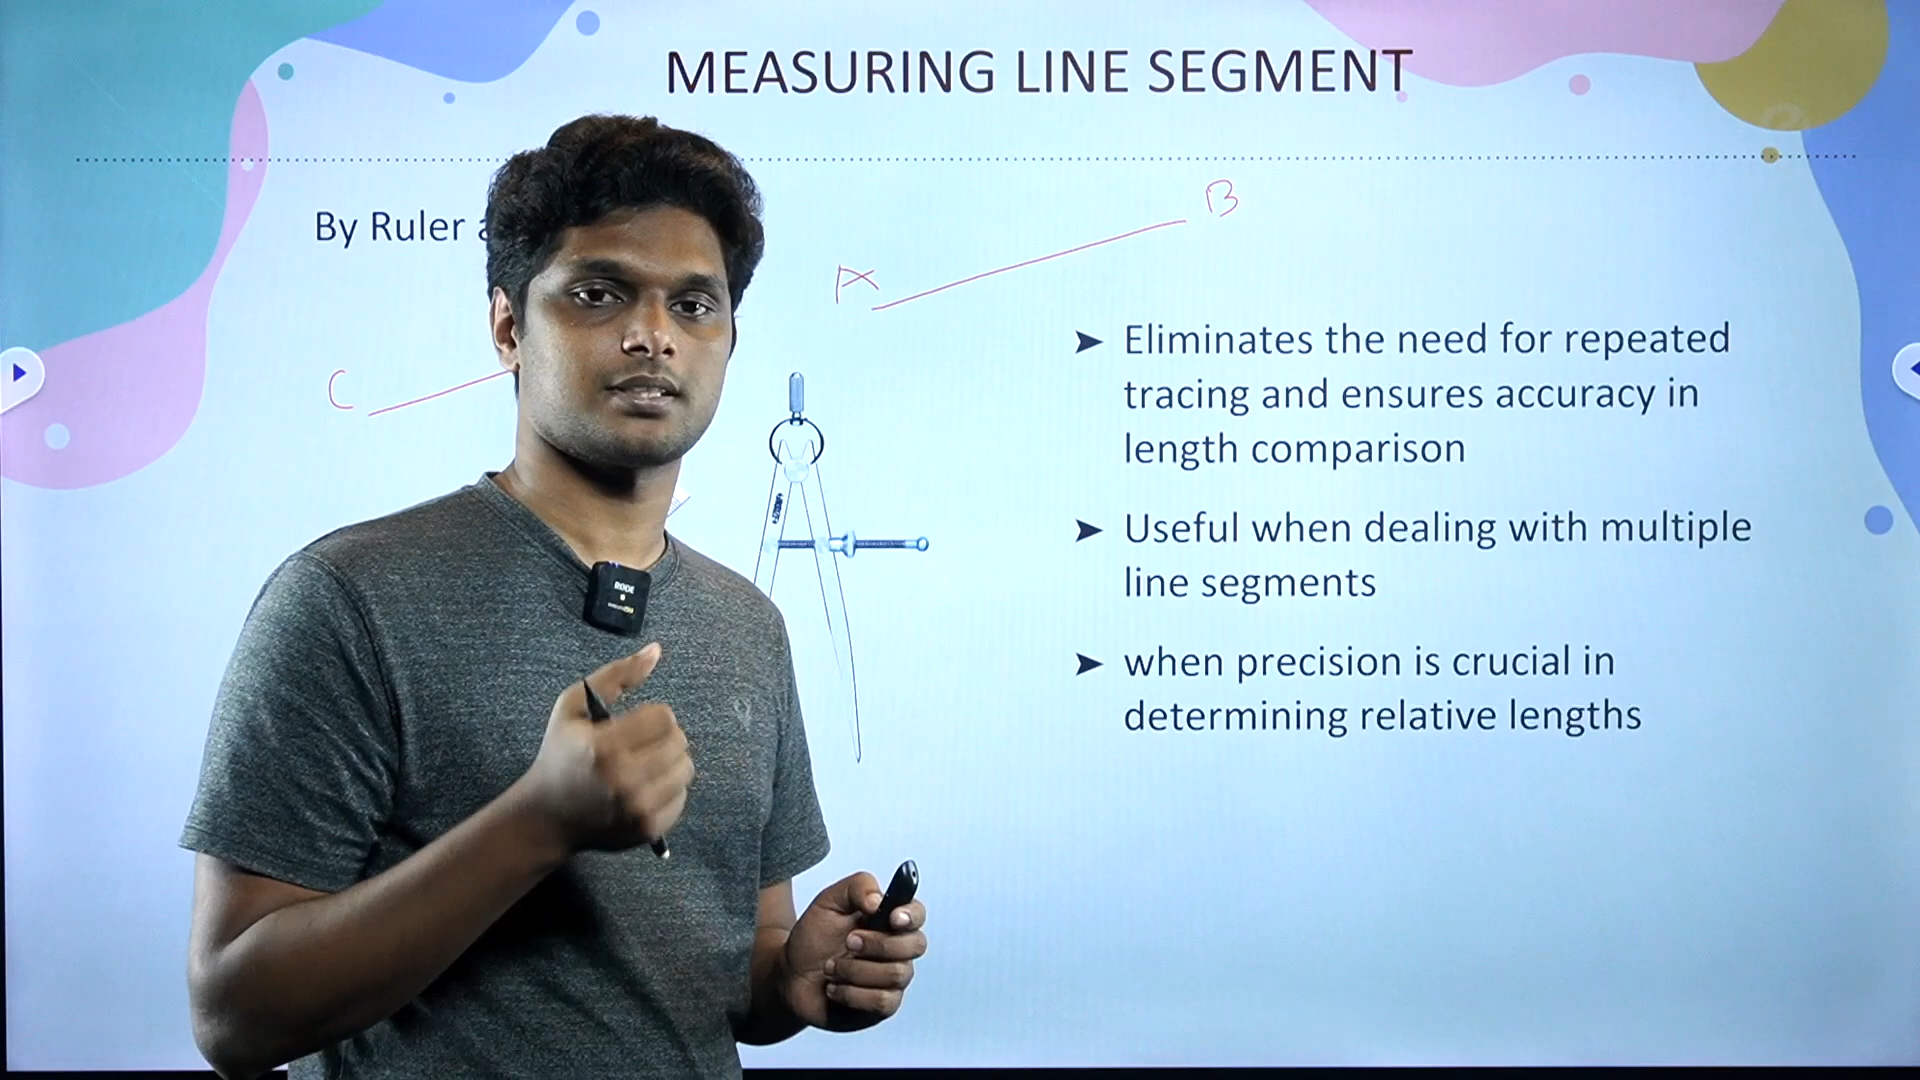 MEASURING LINE SEGMENT
By Ruler
B
A
C
➤ Eliminates the need for repeated
tracing and ensures accuracy in
length comparison
➤ Useful when dealing with multiple
line segments
➤ when precision is crucial in
determining relative lengths
RODE